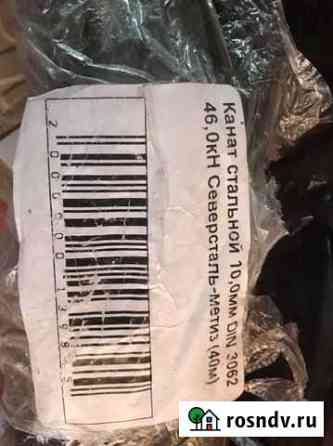 Канат стальной 10,0мм DIN 3062
46,0кН Северсталь-метиз (40м)
rosndv.ru